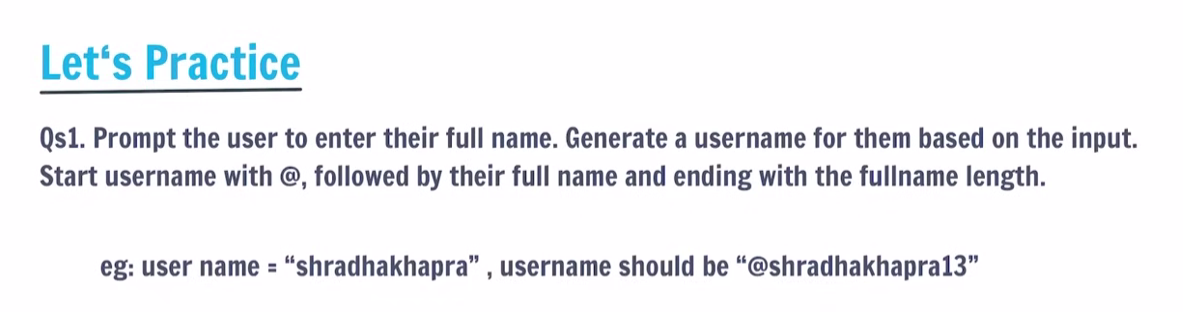 Let‘s Practice
Qs1. Prompt the user to enter their full name. Generate a username for them based on the input.
Start username with @, followed by their full name and ending with the fullname length.
eg: user name = “shradhakhapra” , username should be “@shradhakhapra13”